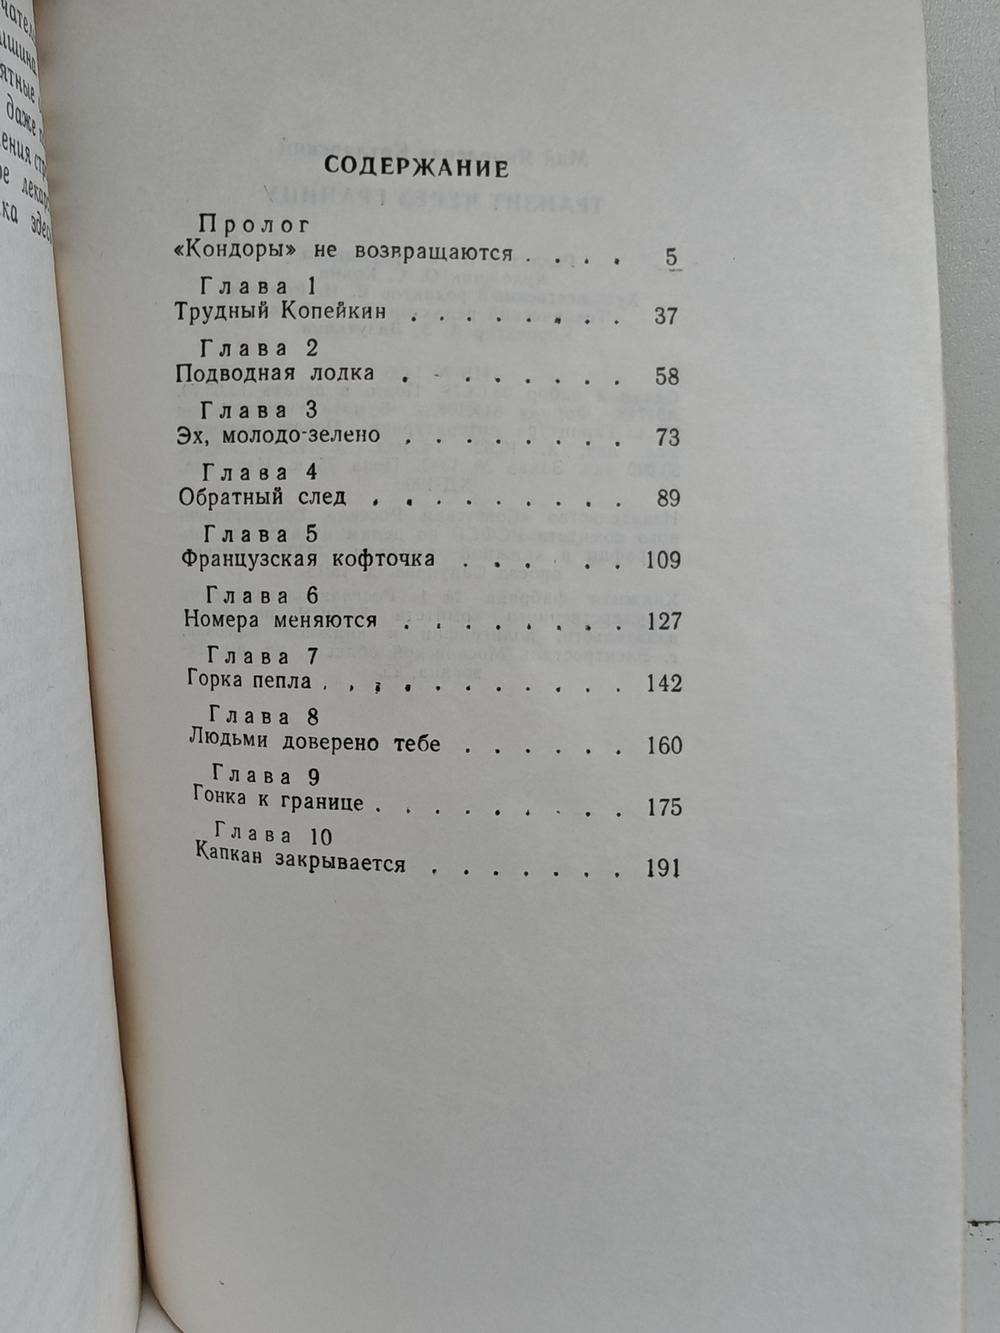 даже
СОДЕРЖАНИЕ
Пролог
«Кондоры» не возвращаются . . . . 5
Глава 1
Трудный Копейкин . . . . . . . . 37
Глава 2
Подводная лодка . . . . . . . . 58
Глава 3
Эх, молодо-зелено . . . . . . . . 73
Глава 4
Обратный след . . . . . . . . . 89
Глава 5
Французская кофточка . . . . . . 109
Глава 6
Номера меняются . . . . . . . . 127
Глава 7
Горка пепла . . . . . . . . . . . 142
Глава 8
Людьми доверено тебе . . . . . . 160
Глава 9
Гонка к границе . . . . . . . . . 175
Глава 10
Капкан закрывается . . . . . . . 191